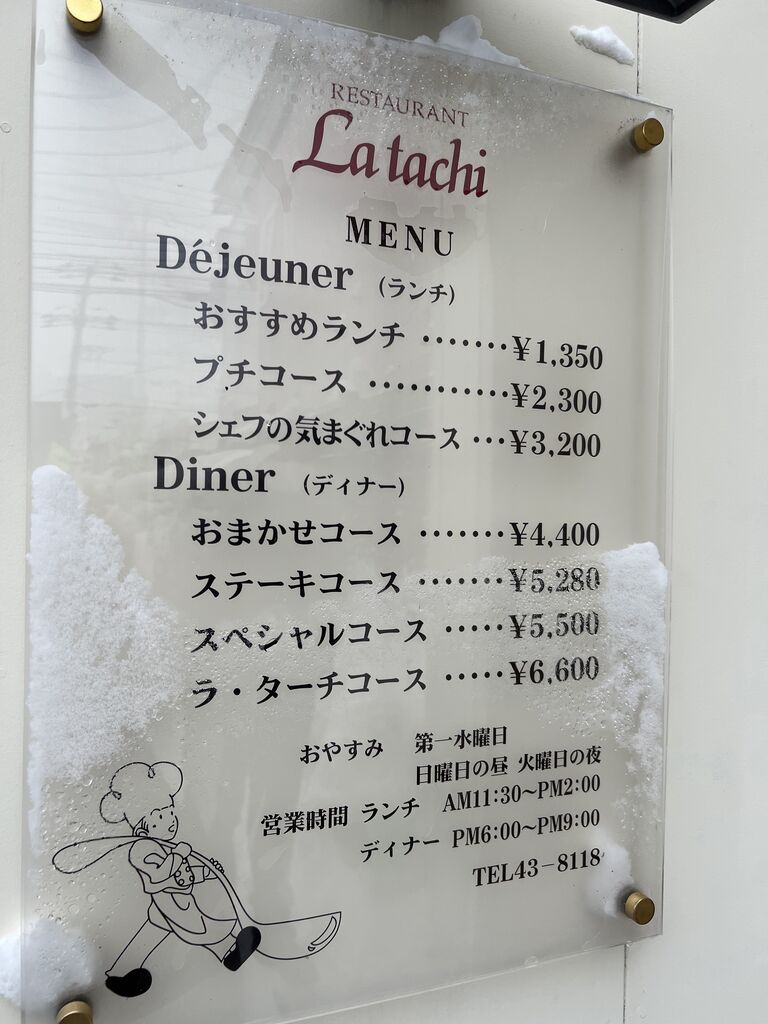 RESTAURANT
La tachi
MENU
Déjeuner (ランチ)
おすすめランチ ‥‥‥‥¥1,350
プチコース ‥‥‥‥‥‥¥2,300
シェフの気まぐれコース ‥‥¥3,200
Diner (ディナー)
おまかせコース ‥‥‥‥¥4,400
ステーキコース ‥‥‥‥¥5,280
スペシャルコース ‥‥‥¥5,500
ラ・ターチコース ‥‥‥¥6,600
おやすみ 第一水曜日
日曜日の昼 火曜日の夜
営業時間 ランチ AM11:30~PM2:00
ディナー PM6:00~PM9:00
TEL43-8118